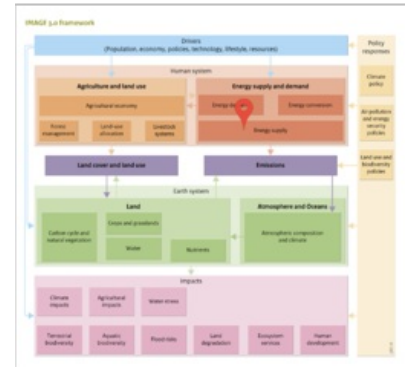 IMAGE 3.0 framework
Drivers
(Population, economy, policies, technology, lifestyle, resources)
Policy
responses
Human system
Agriculture and land use
Energy supply and demand
Climate
policy
Agricultural economy
Energy
Energy conversion
Air pollution
and energy
security
policies
Forest
management
Land-use
allocation
Livestock
systems
Energy supply
Land cover and land use
Emissions
Land use and
biodiversity
policies
Earth system
Land
Atmosphere and Oceans
Carbon cycle and
natural vegetation
Crops and grasslands
Water
Nutrients
Atmospheric composition
and climate
Impacts
Climate
impacts
Agricultural
impacts
Water stress
Terrestrial
biodiversity
Aquatic
biodiversity
Flood risks
Land
degradation
Ecosystem
services
Human
development